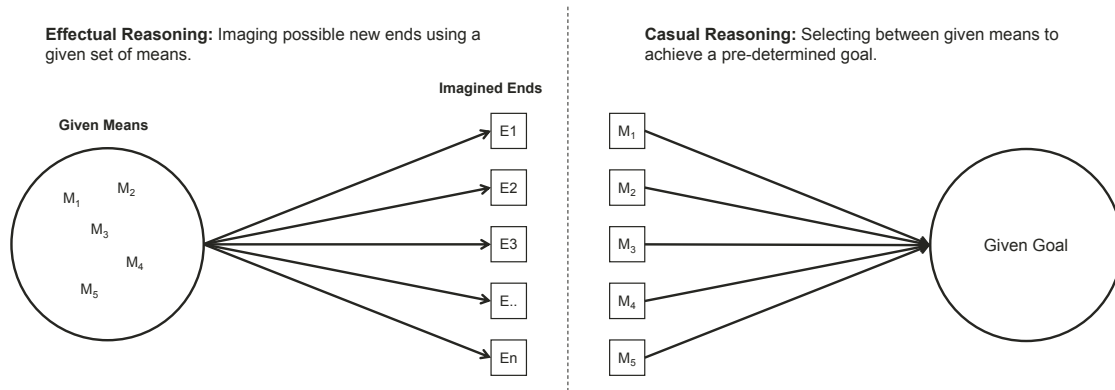 Effectual Reasoning: Imaging possible new ends using a
given set of means.
Imagined Ends
Given Means
M₁
M₂
M₃
M₄
M₅
E1
E2
E3
E..
En
Casual Reasoning: Selecting between given means to
achieve a pre-determined goal.
M₁
M₂
M₃
M₄
M₅
Given Goal